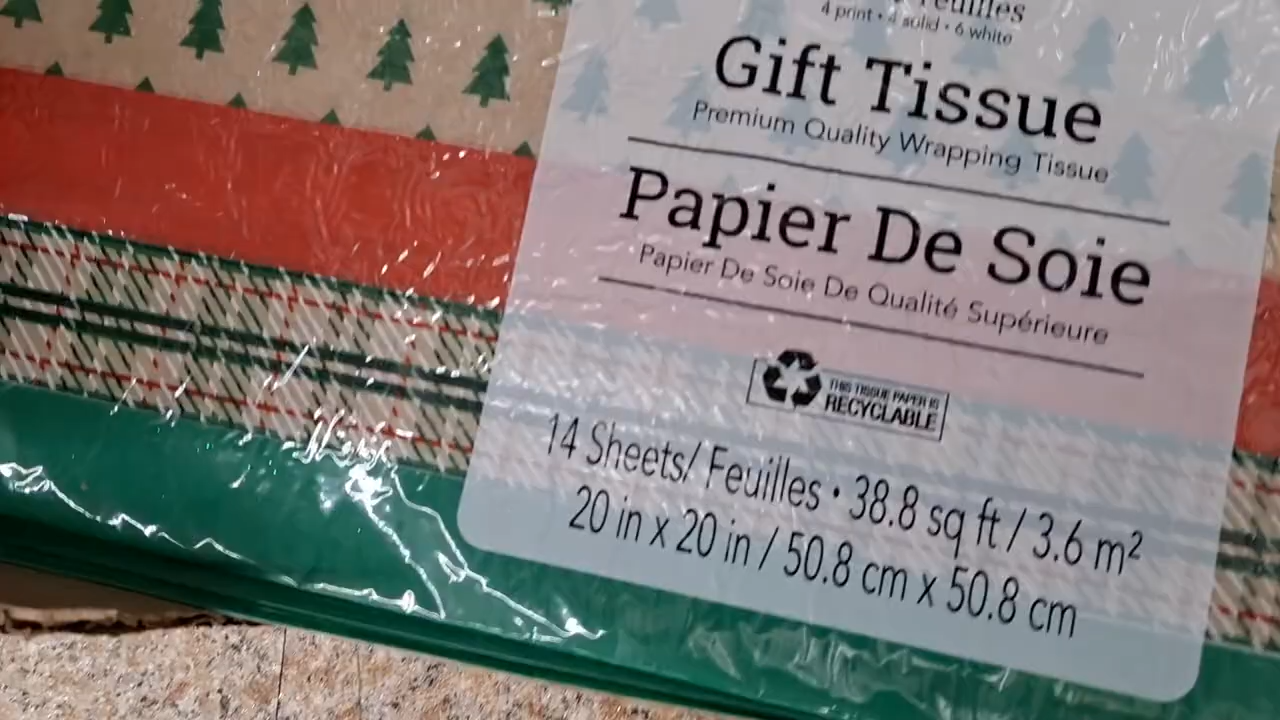 Feuilles
4 print • 4 solid • 6 white
Gift Tissue
Premium Quality Wrapping Tissue
Papier De Soie
Papier De Soie De Qualité Supérieure
THIS TISSUE PAPER IS
RECYCLABLE
14 Sheets/ Feuilles • 38.8 sq ft / 3.6 m²
20 in x 20 in / 50.8 cm x 50.8 cm